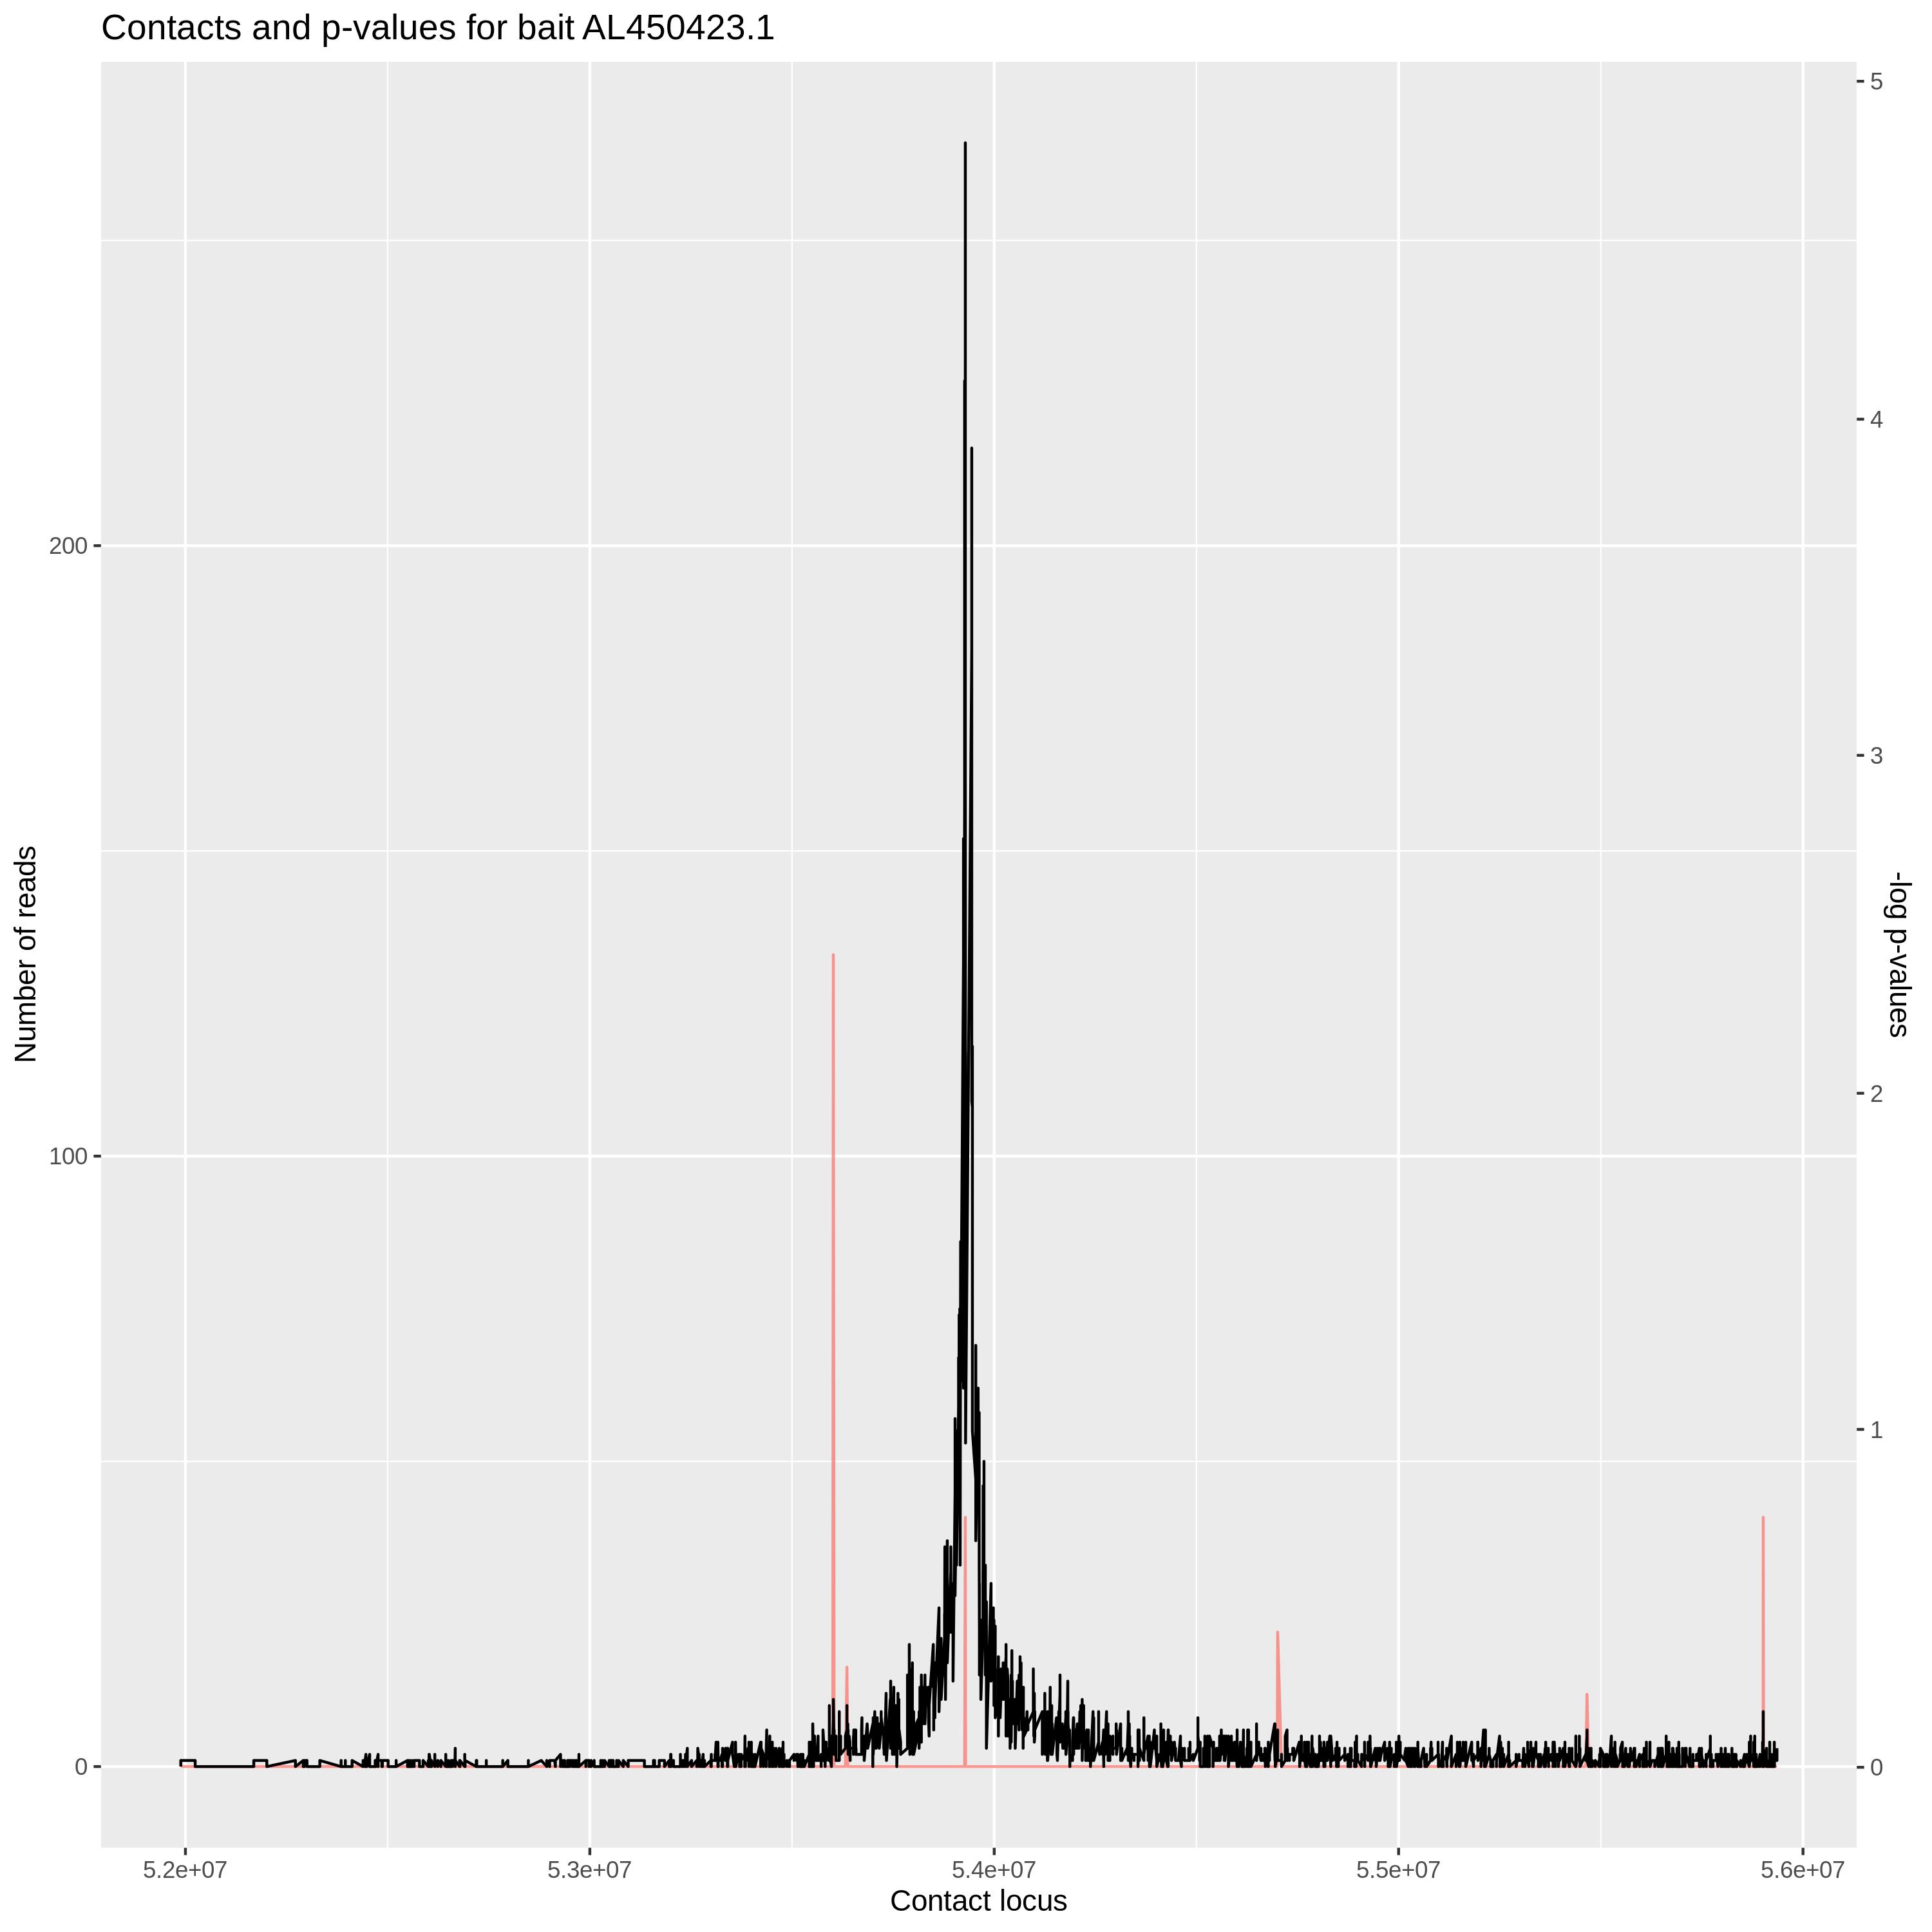 Contacts and p-values for bait AL450423.1
Number of reads
200
100
0
5
4
3
2
1
0
-log p-values
5.2e+07
5.3e+07
5.4e+07
5.5e+07
5.6e+07
Contact locus